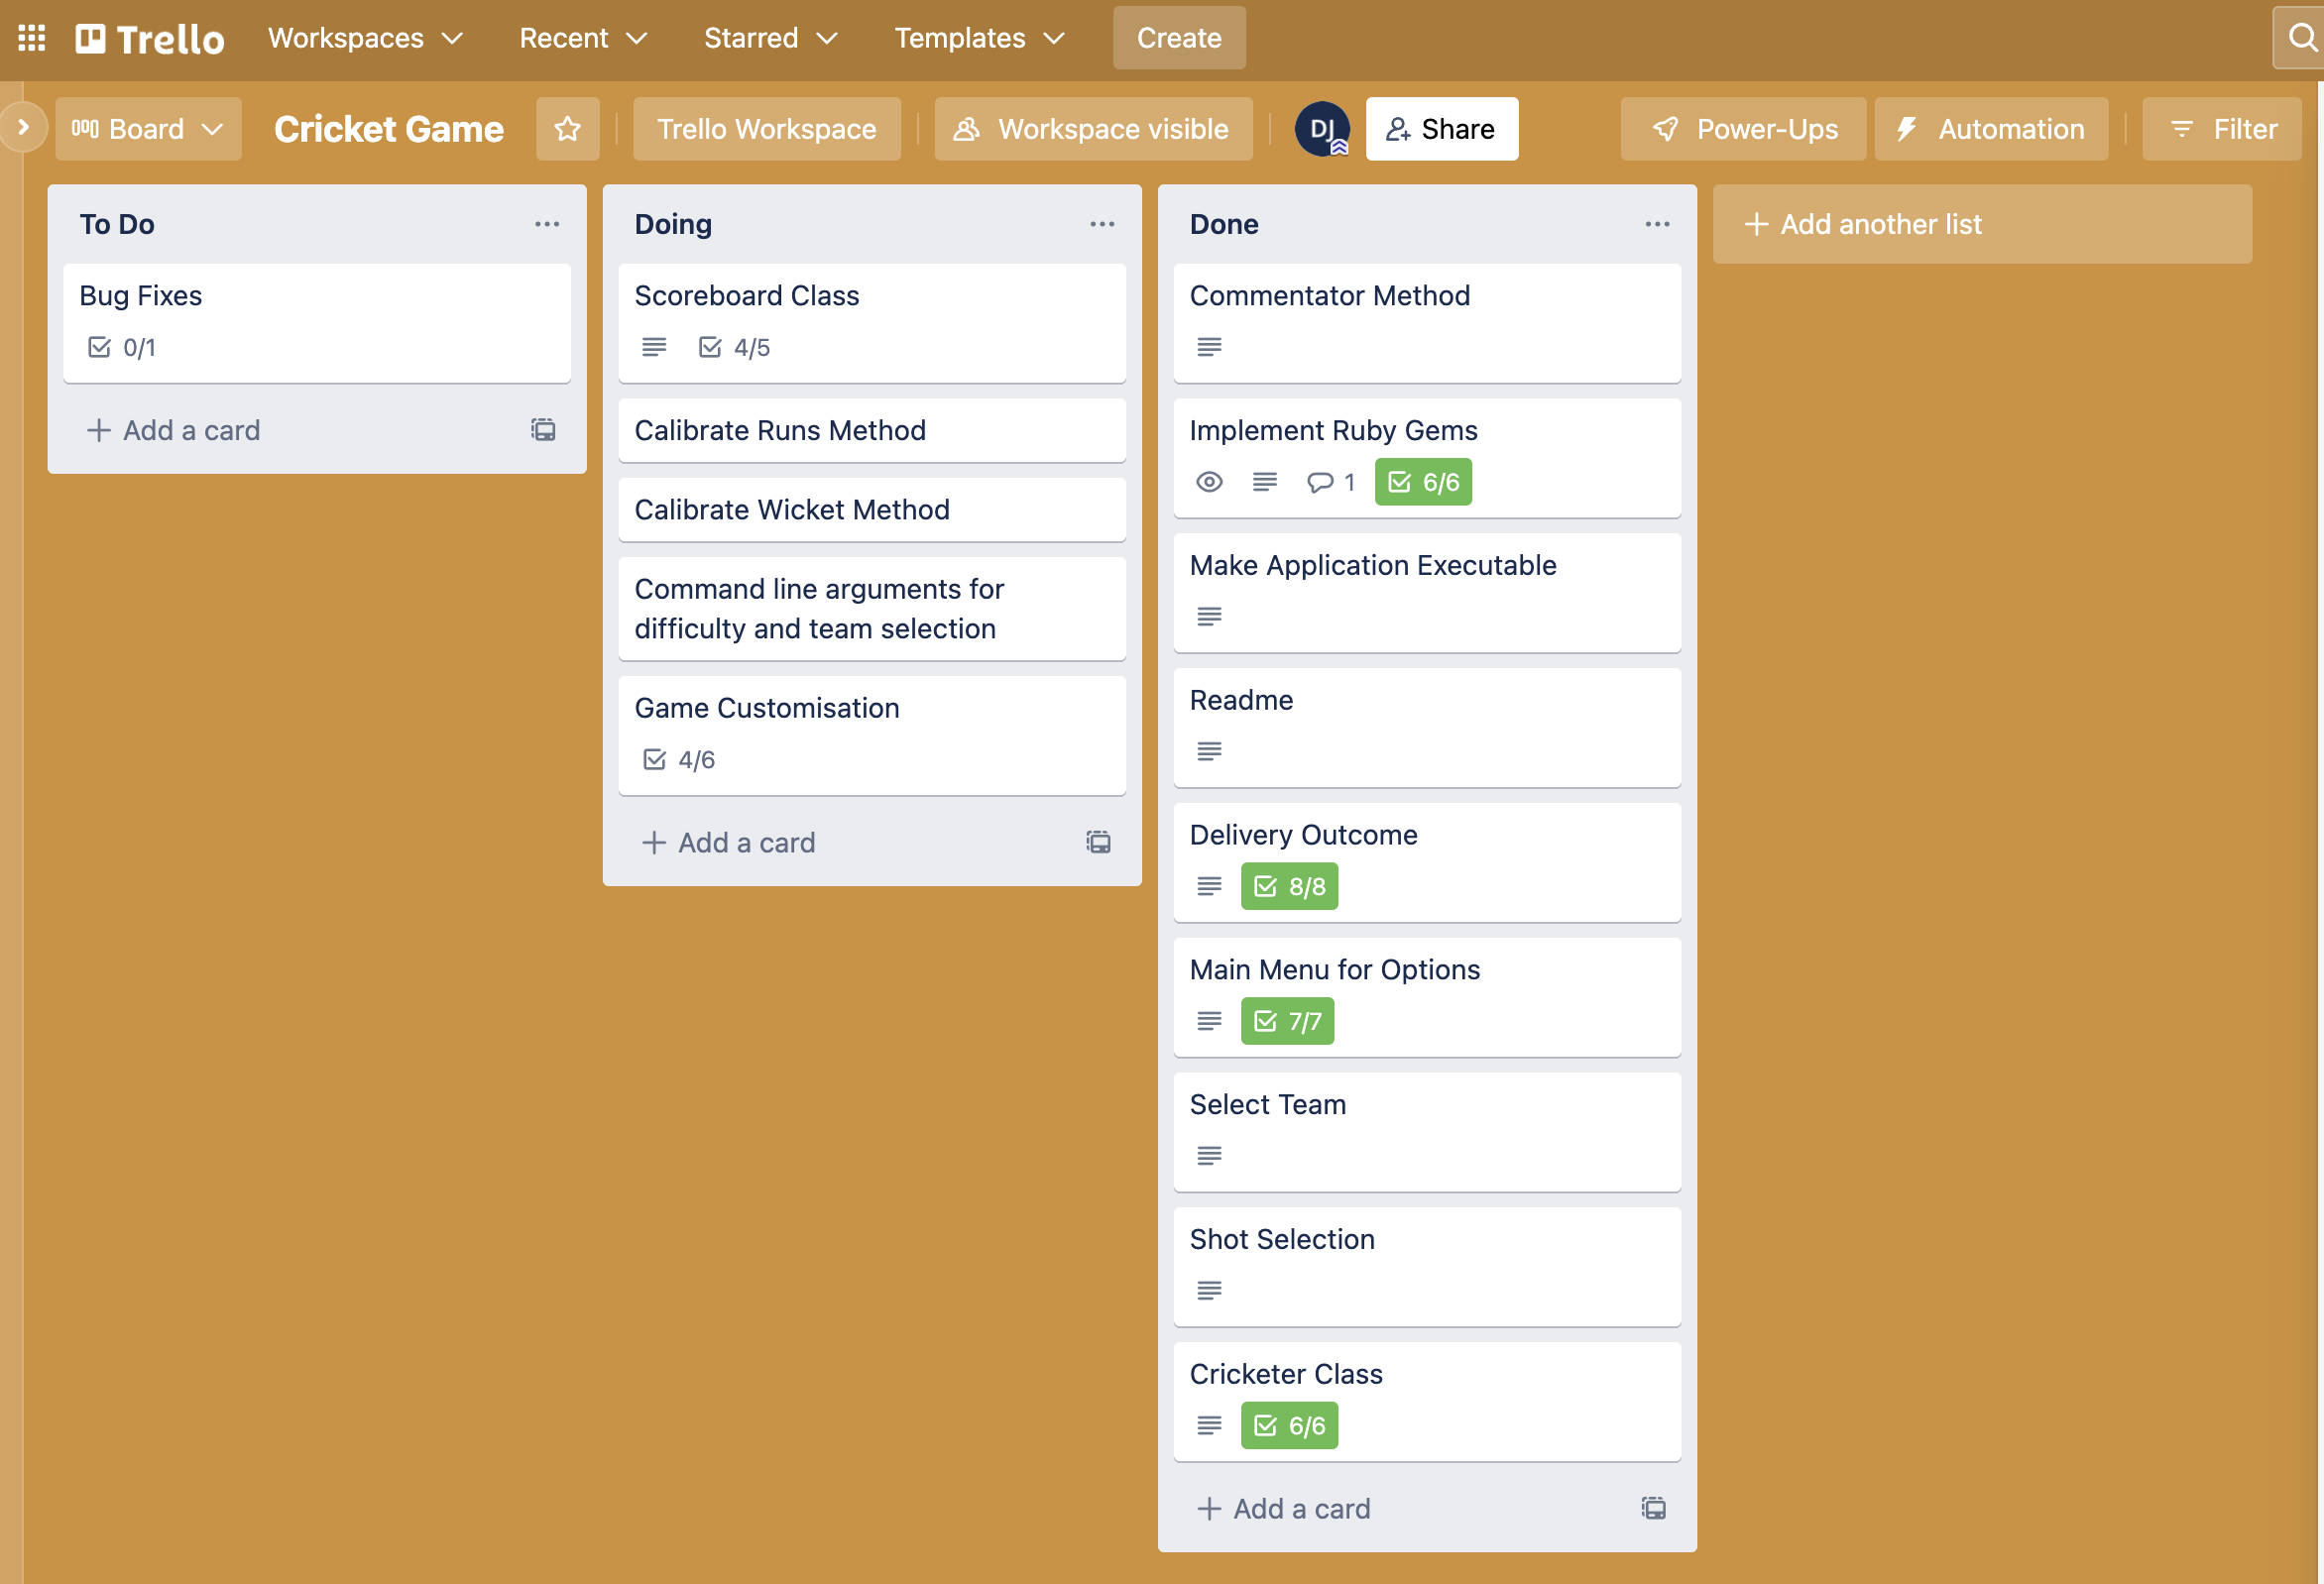 Trello Workspaces Recent Starred Templates Create
Board Cricket Game Trello Workspace Workspace visible DJ Share Power-Ups Automation Filter
To Do
Bug Fixes
0/1
Add a card
Doing
Scoreboard Class
4/5
Calibrate Runs Method
Calibrate Wicket Method
Command line arguments for
difficulty and team selection
Game Customisation
4/6
Add a card
Done
Commentator Method
Implement Ruby Gems
1 6/6
Make Application Executable
Readme
Delivery Outcome
8/8
Main Menu for Options
7/7
Select Team
Shot Selection
Cricketer Class
6/6
Add a card
Add another list